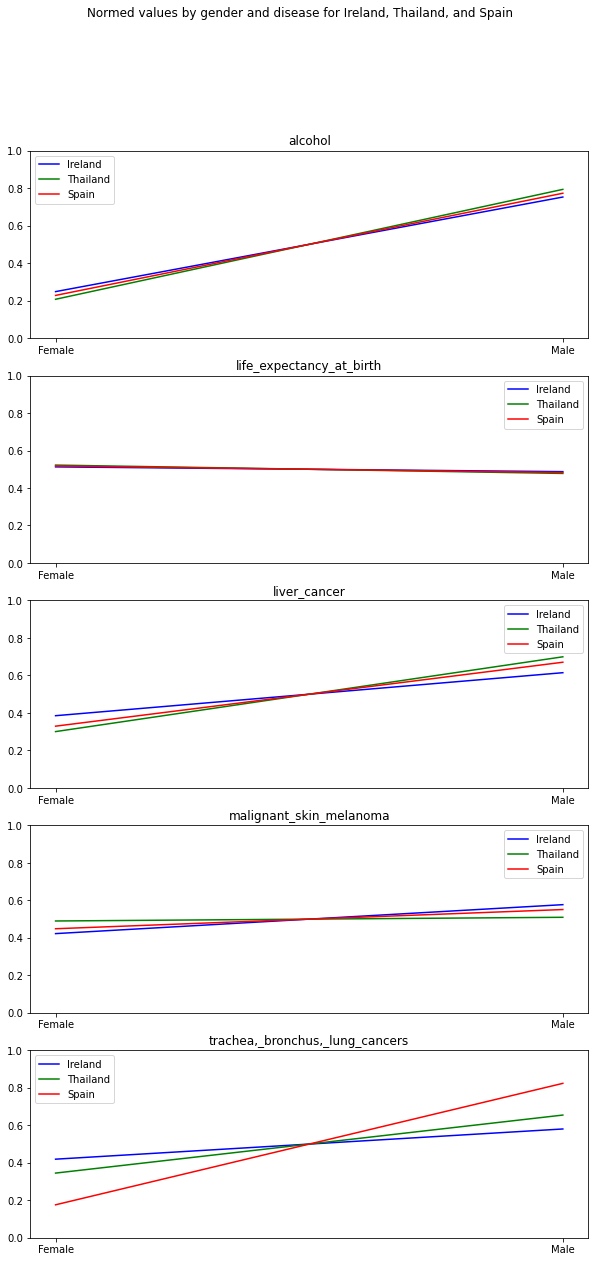 Normed values by gender and disease for Ireland, Thailand, and Spain
alcohol
1.0
0.8
0.6
0.4
0.2
0.0
Ireland
Thailand
Spain
Female
Male
life_expectancy_at_birth
1.0
0.8
0.6
0.4
0.2
0.0
Ireland
Thailand
Spain
Female
Male
liver_cancer
1.0
0.8
0.6
0.4
0.2
0.0
Ireland
Thailand
Spain
Female
Male
malignant_skin_melanoma
1.0
0.8
0.6
0.4
0.2
0.0
Ireland
Thailand
Spain
Female
Male
trachea,_bronchus,_lung_cancers
1.0
0.8
0.6
0.4
0.2
0.0
Ireland
Thailand
Spain
Female
Male